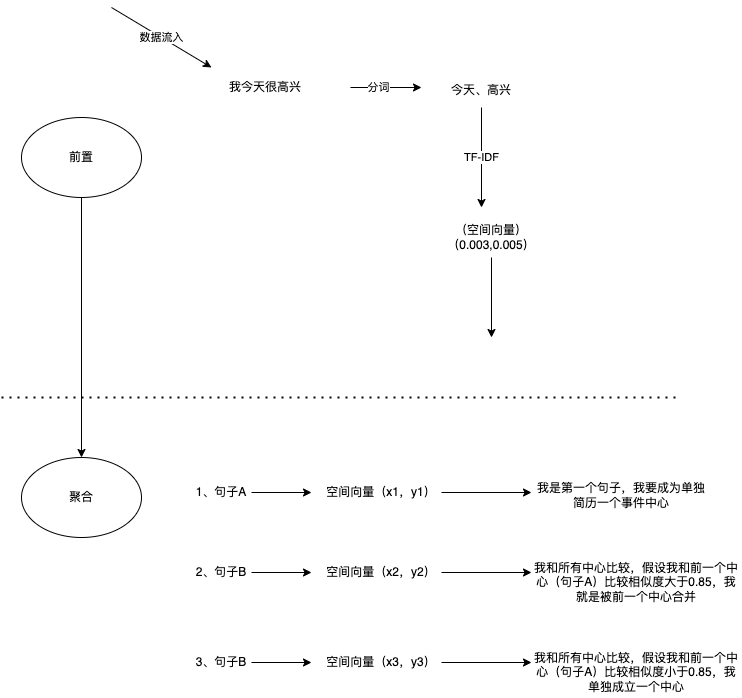 数据流入
我今天很高兴
分词
今天、高兴
前置
TF-IDF
（空间向量）
(0.003,0.005)
聚合
1、句子A
空间向量（x1，y1）
我是第一个句子，我要成为单独
简历一个事件中心
2、句子B
空间向量（x2，y2）
我和所有中心比较，假设我和前一个中
心（句子A）比较相似度大于0.85，我
就是被前一个中心合并
3、句子B
空间向量（x3，y3）
我和所有中心比较，假设我和前一个中
心（句子A）比较相似度小于0.85，我
单独成立一个中心